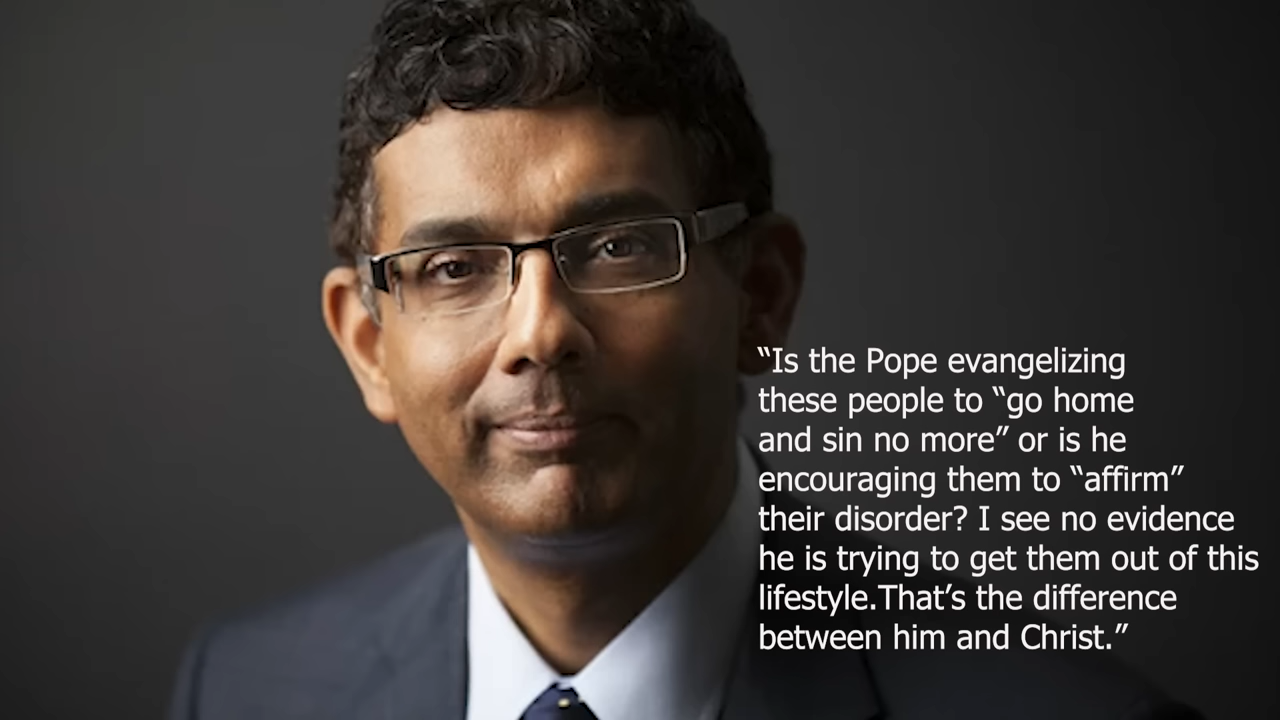 “Is the Pope evangelizing
these people to “go home
and sin no more” or is he
encouraging them to “affirm”
their disorder? I see no evidence
he is trying to get them out of this
lifestyle.That’s the difference
between him and Christ.”